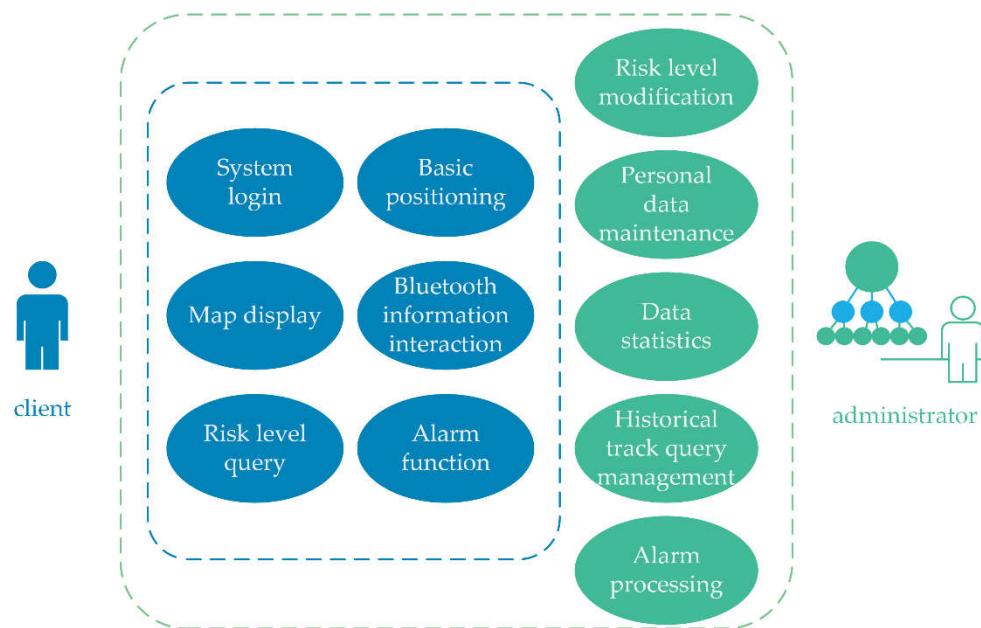 client
System
login
Basic
positioning
Map display
Bluetooth
information
interaction
Risk level
query
Alarm
function
Risk level
modification
Personal
data
maintenance
Data
statistics
Historical
track query
management
Alarm
processing
administrator